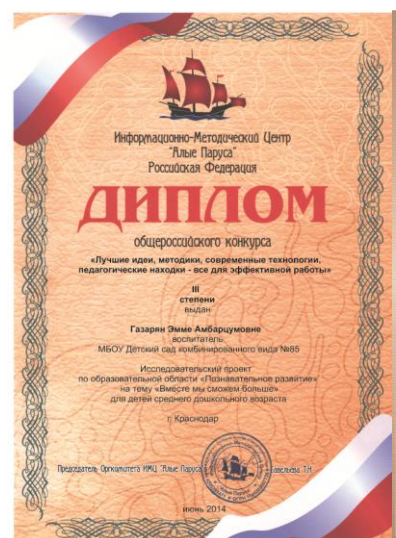 Информационно-Методический Центр
"Алые Паруса"
Российская Федерация
ДИПЛОМ
общероссийского конкурса
«Лучшие идеи, методики, современные технологии,
педагогические находки - все для эффективной работы»
III
степени
выдан
Газарян Эмме Амбарцумовне
воспитатель
МБОУ Детский сад комбинированного вида №85
Исследовательский проект
по образовательной области «Познавательное развитие»
на тему «Вместе мы сможем больше»
для детей среднего дошкольного возраста
г. Краснодар
Председатель Оргкомитета ИМЦ "Алые Паруса
июнь 2014